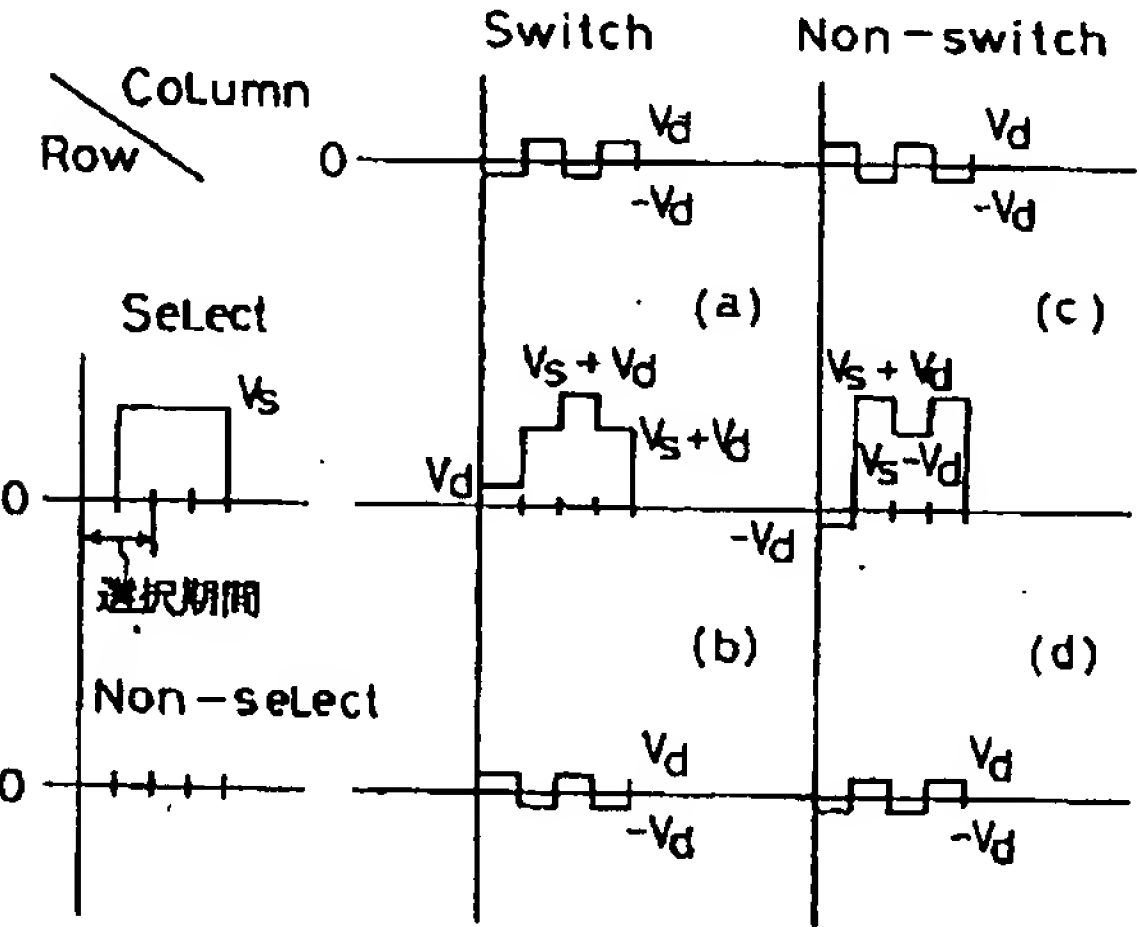 Switch
Non-switch
Column
Row
0
Vd
-Vd
Vd
-Vd
Select
(a)
(c)
Vs
Vs + Vd
Vs+Vd
Vs + Vd
Vs-Vd
0
Vd
-Vd
選択期間
(b)
(d)
Non-select
0
Vd
-Vd
Vd
-Vd